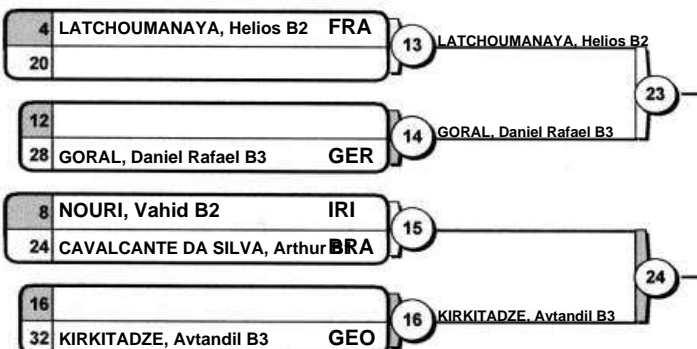 4 LATCHOUMANAYA, Helios B2 FRA
20
13 LATCHOUMANAYA, Helios B2
23
12
28 GORAL, Daniel Rafael B3 GER
14 GORAL, Daniel Rafael B3
8 NOURI, Vahid B2 IRI
24 CAVALCANTE DA SILVA, Arthur BRA
15
24
16
32 KIRKITADZE, Avtandil B3 GEO
16 KIRKITADZE, Avtandil B3